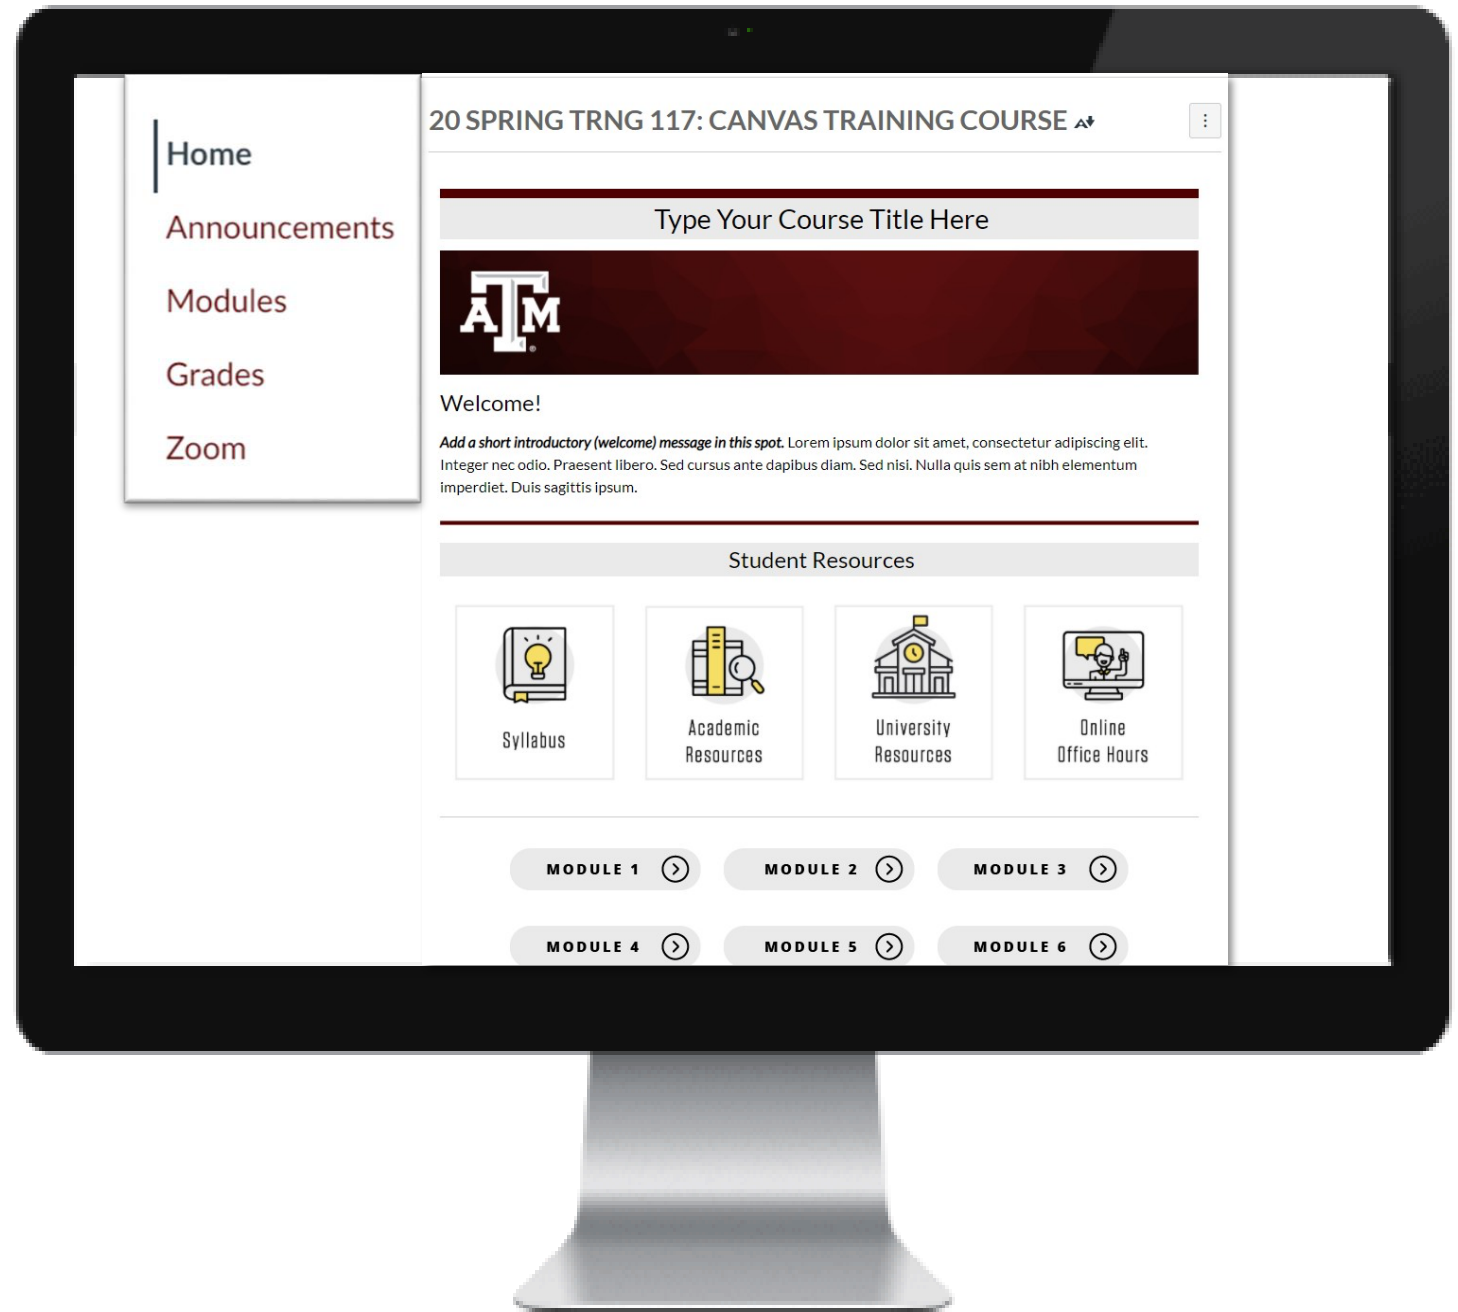 Home
Announcements
Modules
Grades
Zoom
20 SPRING TRNG 117: CANVAS TRAINING COURSE
Type Your Course Title Here
ATM
Welcome!
Add a short introductory (welcome) message in this spot. Lorem ipsum dolor sit amet, consectetur adipiscing elit.
Integer nec odio. Praesent libero. Sed cursus ante dapibus diam. Sed nisi. Nulla quis sem at nibh elementum
imperdiet. Duis sagittis ipsum.
Student Resources
Syllabus
Academic
Resources
University
Resources
Online
Office Hours
MODULE 1
MODULE 2
MODULE 3
MODULE 4
MODULE 5
MODULE 6